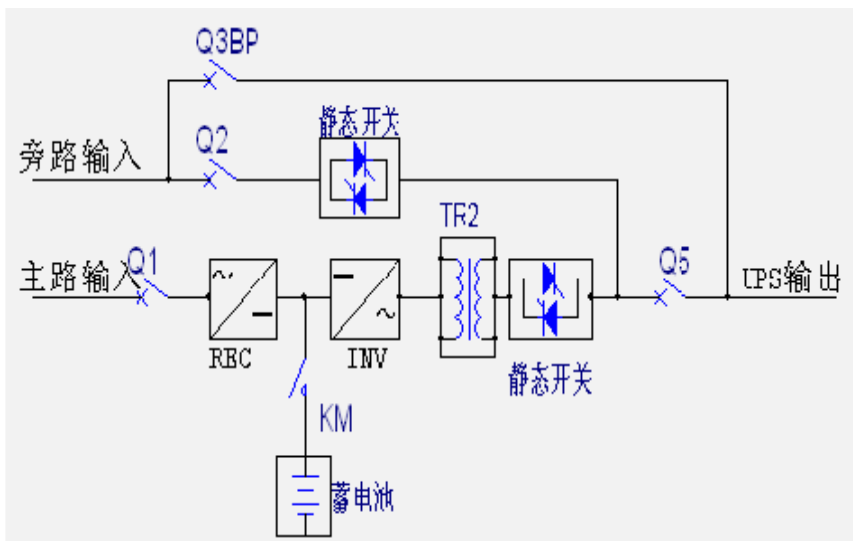 Q3BP
静态开关
Q2
旁路输入
TR2
主路输入
Q1
Q5
UPS输出
REC
INV
静态开关
KM
蓄电池